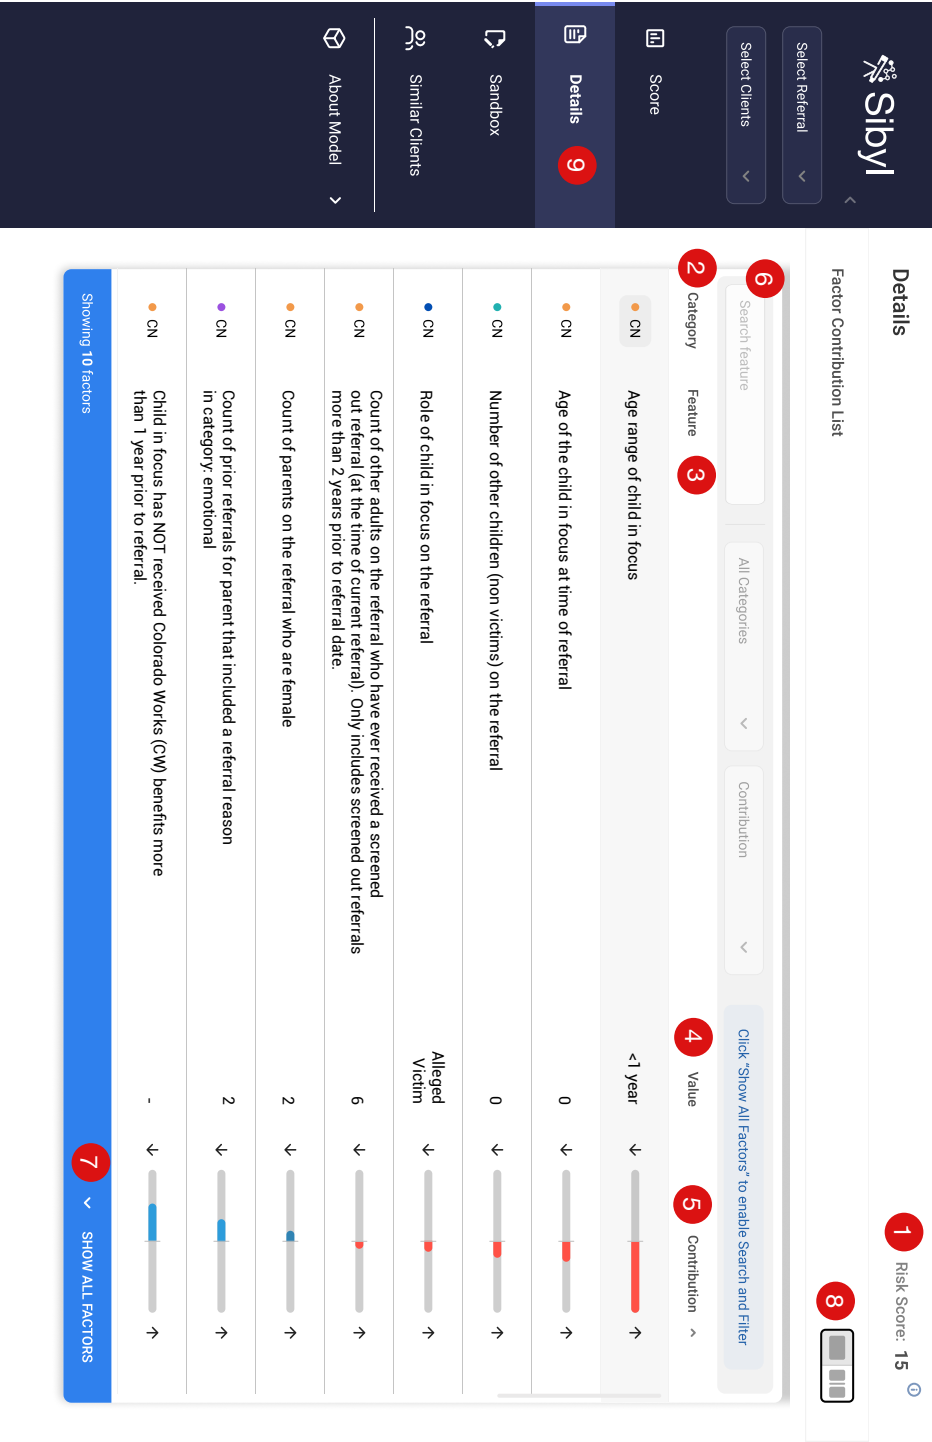 Sibyl
Select Referral
Select Clients
Score
Details
9
Sandbox
Similar Clients
About Model
Details
1
Risk Score: 15
Factor Contribution List
8
6
Search feature
All Categories
Contribution
Click "Show All Factors" to enable Search and Filter
2
Category
Feature
3
4
Value
5
Contribution
CN
Age range of child in focus
<1 year
CN
Age of the child in focus at time of referral
0
CN
Number of other children (non victims) on the referral
0
CN
Role of child in focus on the referral
Alleged
Victim
CN
Count of other adults on the referral who have ever received a screened
out referral (at the time of current referral). Only includes screened out referrals
more than 2 years prior to referral date.
6
CN
Count of parents on the referral who are female
2
CN
Count of prior referrals for parent that included a referral reason
in category: emotional
2
CN
Child in focus has NOT received Colorado Works (CW) benefits more
than 1 year prior to referral.
-
Showing 10 factors
7
SHOW ALL FACTORS